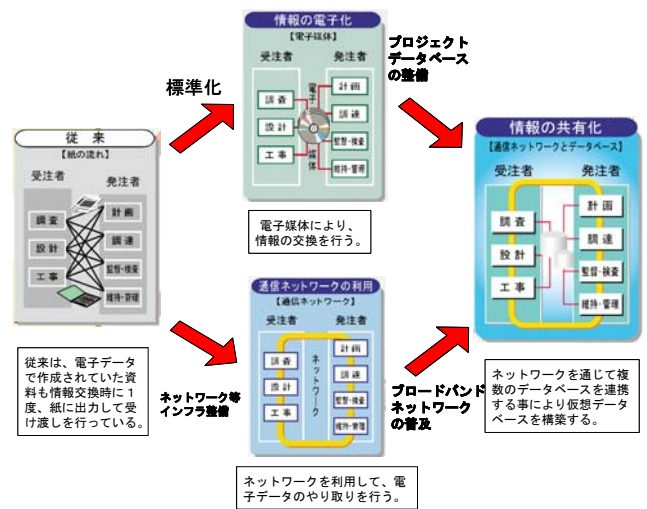 情報の電子化
【電子媒体】
受注者
発注者
調査
設計
工事
電子
媒体
計画
調達
監督・検査
維持・管理
電子媒体により、
情報の交換を行う。
標準化
プロジェクト
データベース
の整備
従　来
【紙の流れ】
受注者
発注者
調査
設計
工事
計画
調達
監督・検査
維持・管理
従来は、電子データ
で作成されていた資
料も情報交換時に１
度、紙に出力して受
け渡しを行っている。
ネットワーク等
インフラ整備
通信ネットワークの利用
【通信ネットワーク】
受注者
発注者
調査
設計
工事
ネットワーク
計画
調達
監督・検査
維持・管理
ネットワークを利用して、電
子データのやり取りを行う。
ブロードバンド
ネットワーク
の普及
情報の共有化
【通信ネットワークとデータベース】
受注者
発注者
調査
設計
工事
計画
調達
監督・検査
維持・管理
ネットワークを通じて複
数のデータベースを連携
する事により仮想データ
ベースを構築する。